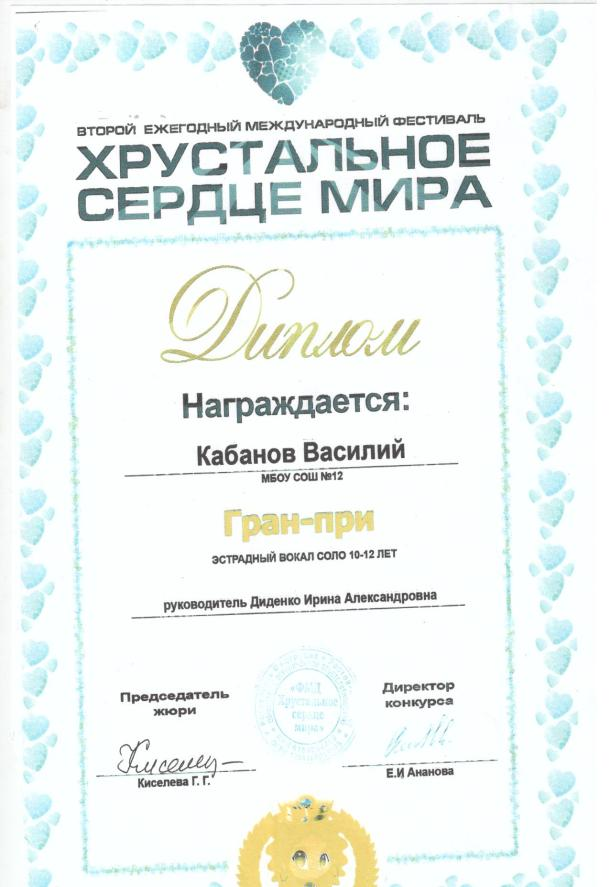 ВТОРОЙ ЕЖЕГОДНЫЙ МЕЖДУНАРОДНЫЙ ФЕСТИВАЛЬ
ХРУСТАЛЬНОЕ
СЕРДЦЕ МИРА
Диплом
Награждается:
Кабанов Василий
МБОУ СОШ №12
Гран-при
ЭСТРАДНЫЙ ВОКАЛ СОЛО 10-12 ЛЕТ
руководитель Диденко Ирина Александровна
Председатель
жюри
Киселева Г. Г.
«ФМЦ
Хрустальное
сердце
мира»
Директор
конкурса
Е.И Ананова